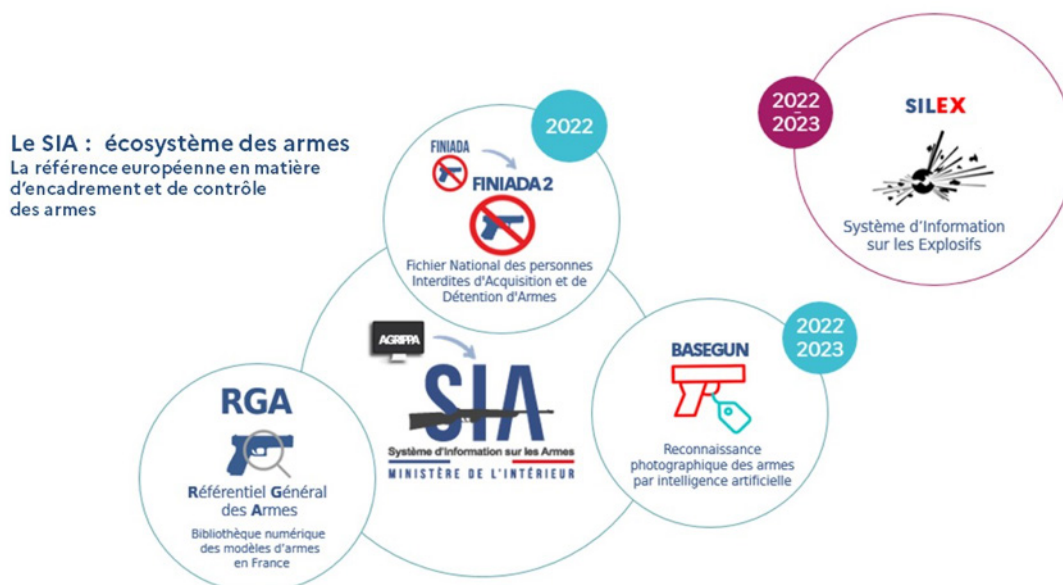 Le SIA : écosystème des armes
La référence européenne en matière
d'encadrement et de contrôle
des armes
2022
FINIADA
FINIADA 2
Fichier National des personnes
Interdites d'Acquisition et de
Détention d'Armes
2022
2023
SILEX
Système d'Information
sur les Explosifs
AGRIPPA
SIA
Système d'information sur les Armes
MINISTÈRE DE L'INTÉRIEUR
2022
2023
BASEGUN
Reconnaissance
photographique des armes
par intelligence artificielle
RGA
Référentiel Général
des Armes
Bibliothèque numérique
des modèles d'armes
en France